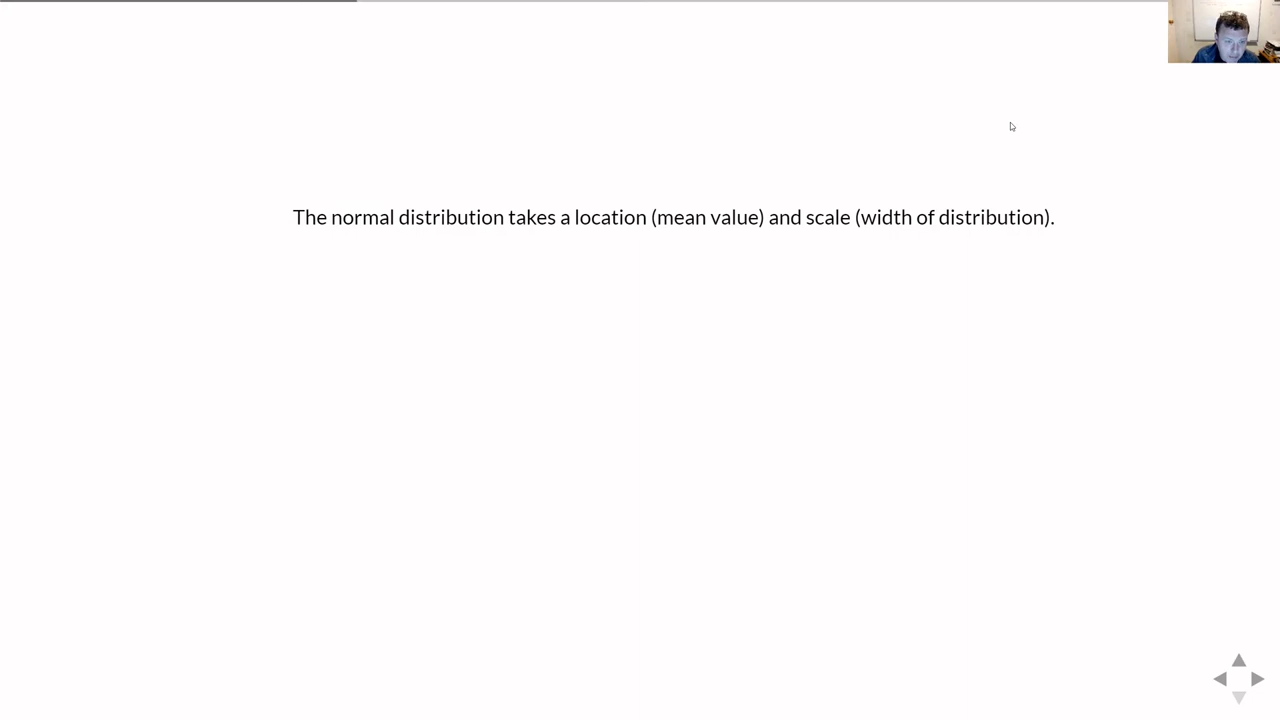 The normal distribution takes a location (mean value) and scale (width of distribution).